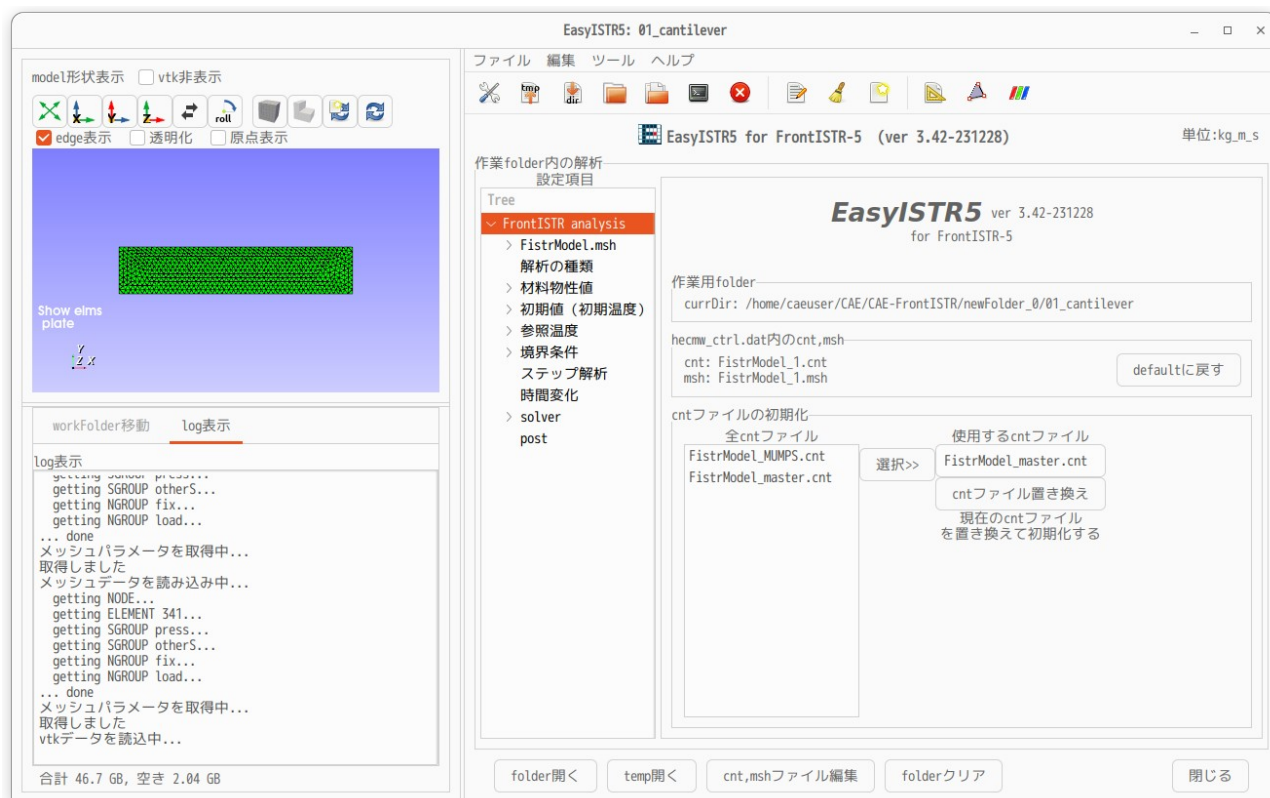 EasyISTR5: 01_cantilever
model形状表示 vtk非表示
roll
edge表示 透明化 原点表示
Show elms
plate
Y
Z X
workFolder移動 log表示
log表示
getting SGROUP press...
getting SGROUP otherS...
getting NGROUP fix...
getting NGROUP load...
... done
メッシュパラメータを取得中...
取得しました
メッシュデータを読み込み中...
getting NODE...
getting ELEMENT 341...
getting SGROUP press...
getting SGROUP otherS...
getting NGROUP fix...
getting NGROUP load...
... done
メッシュパラメータを取得中...
取得しました
vtkデータを読込中...
合計 46.7 GB, 空き 2.04 GB
ファイル 編集 ツール ヘルプ
tmp dir
EasyISTR5 for FrontISTR-5 (ver 3.42-231228) 単位:kg_m_s
作業folder内の解析
設定項目
Tree
FrontISTR analysis
FistrModel.msh
解析の種類
材料物性値
初期値(初期温度)
参照温度
境界条件
ステップ解析
時間変化
solver
post
EasyISTR5 ver 3.42-231228
for FrontISTR-5
作業用folder
currDir: /home/caeuser/CAE/CAE-FrontISTR/newFolder_0/01_cantilever
hecmw_ctrl.dat内のcnt,msh
cnt: FistrModel_1.cnt
msh: FistrModel_1.msh
defaultに戻す
cntファイルの初期化
全cntファイル
FistrModel_MUMPS.cnt
FistrModel_master.cnt
選択>>
使用するcntファイル
FistrModel_master.cnt
cntファイル置き換え
現在のcntファイル
を置き換えて初期化する
folder開く temp開く cnt,mshファイル編集 folderクリア 閉じる